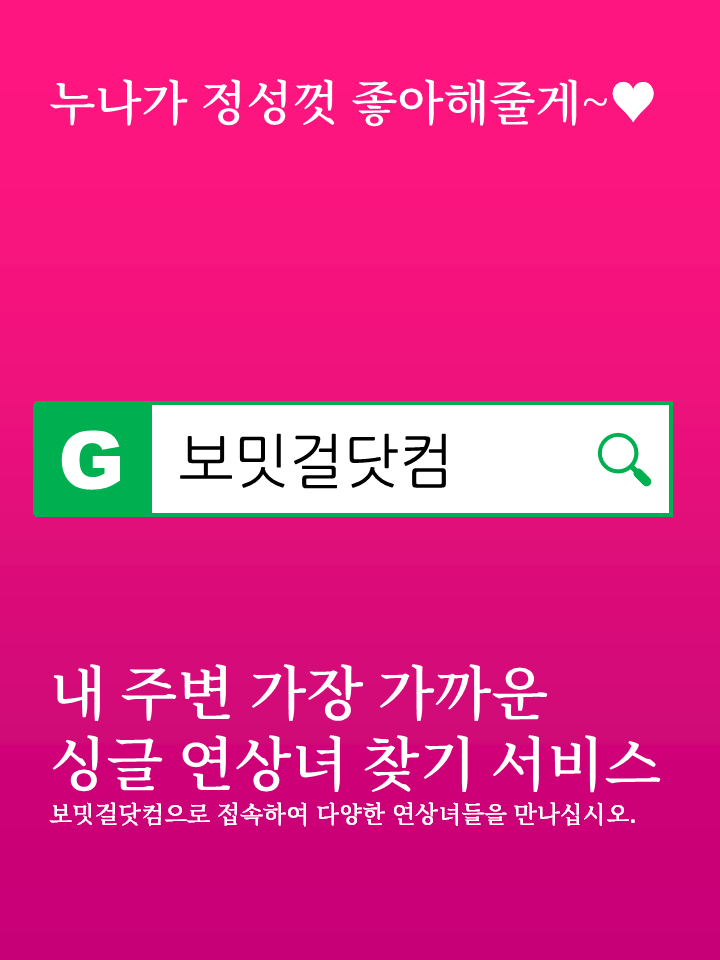 누나가 정성껏 좋아해줄게~♥
G 보밋걸닷컴
내 주변 가장 가까운
싱글 연상녀 찾기 서비스
보밋걸닷컴으로 접속하여 다양한 연상녀들을 만나십시오.